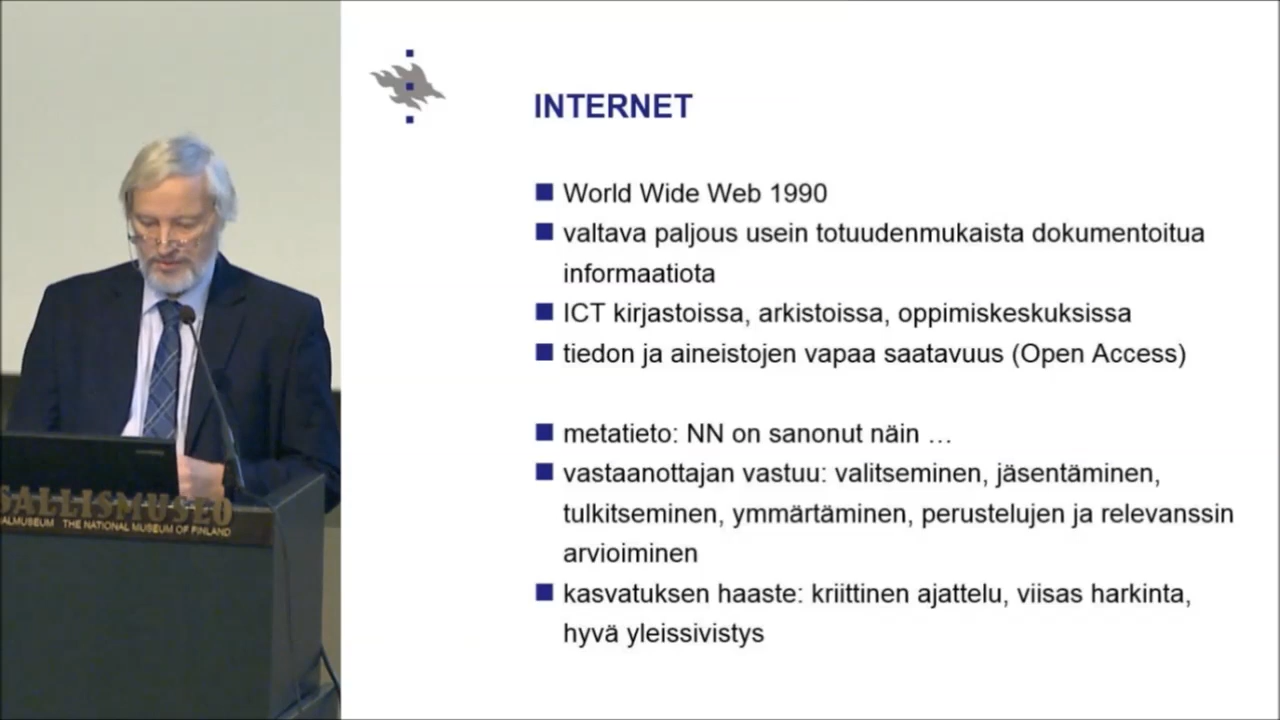 INTERNET
World Wide Web 1990
valtava paljous usein totuudenmukaista dokumentoitua
informaatiota
ICT kirjastoissa, arkistoissa, oppimiskeskuksissa
tiedon ja aineistojen vapaa saatavuus (Open Access)
metatieto: NN on sanonut näin …
vastaanottajan vastuu: valitseminen, jäsentäminen,
tulkitseminen, ymmärtäminen, perustelujen ja relevanssin
arvioiminen
kasvatuksen haaste: kriittinen ajattelu, viisas harkinta,
hyvä yleissivistys
SALLISMUSEO
ALMUSEUM THE NATIONAL MUSEUM OF FINLAND